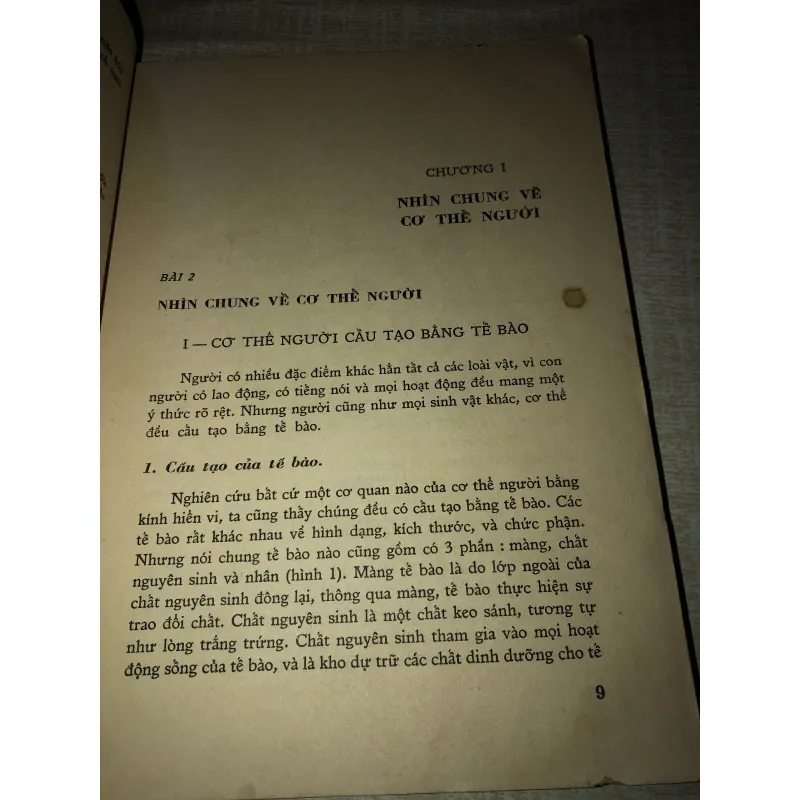 CHƯƠNG I
NHÌN CHUNG VỀ
CƠ THỂ NGƯỜI
BÀI 2
NHÌN CHUNG VỀ CƠ THỂ NGƯỜI
I — CƠ THỂ NGƯỜI CẤU TẠO BẰNG TẾ BÀO
Người có nhiều đặc điểm khác hẳn tất cả các loài vật, vì con
người có lao động, có tiếng nói và mọi hoạt động đều mang một
ý thức rõ rệt. Nhưng người cũng như mọi sinh vật khác, cơ thể
đều cấu tạo bằng tế bào.
1. Cấu tạo của tế bào.
Nghiên cứu bất cứ một cơ quan nào của cơ thể người bằng
kính hiển vi, ta cũng thấy chúng đều có cấu tạo bằng tế bào. Các
tế bào rất khác nhau về hình dạng, kích thước, và chức phận.
Nhưng nói chung tế bào nào cũng gồm có 3 phần : màng, chất
nguyên sinh và nhân (hình 1). Màng tế bào là do lớp ngoài của
chất nguyên sinh đông lại, thông qua màng, tế bào thực hiện sự
trao đổi chất. Chất nguyên sinh là một chất keo sánh, tương tự
như lòng trắng trứng. Chất nguyên sinh tham gia vào mọi hoạt
động sống của tế bào, và là kho dự trữ các chất dinh dưỡng cho tế
9